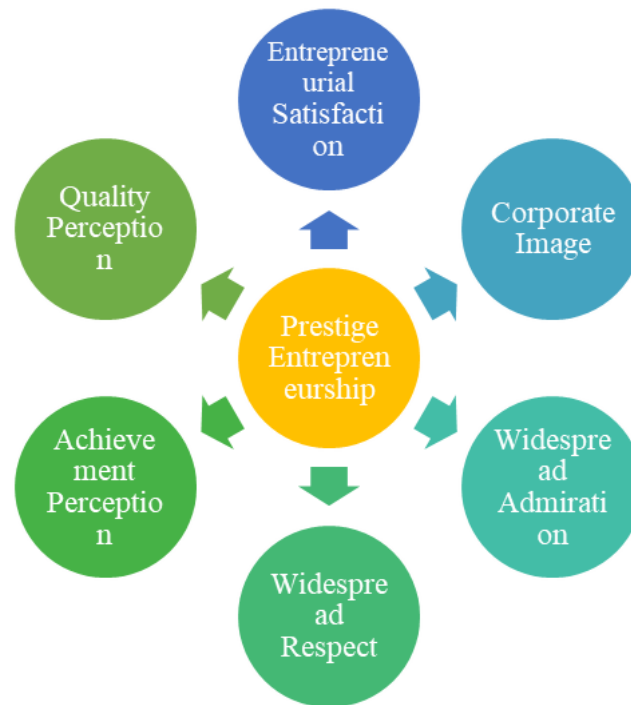 Entreprene
urial
Satisfacti
on
Quality
Perceptio
n
Corporate
Image
Prestige
Entrepren
eurship
Achieve
ment
Perceptio
n
Widespre
ad
Admirati
on
Widespre
ad
Respect